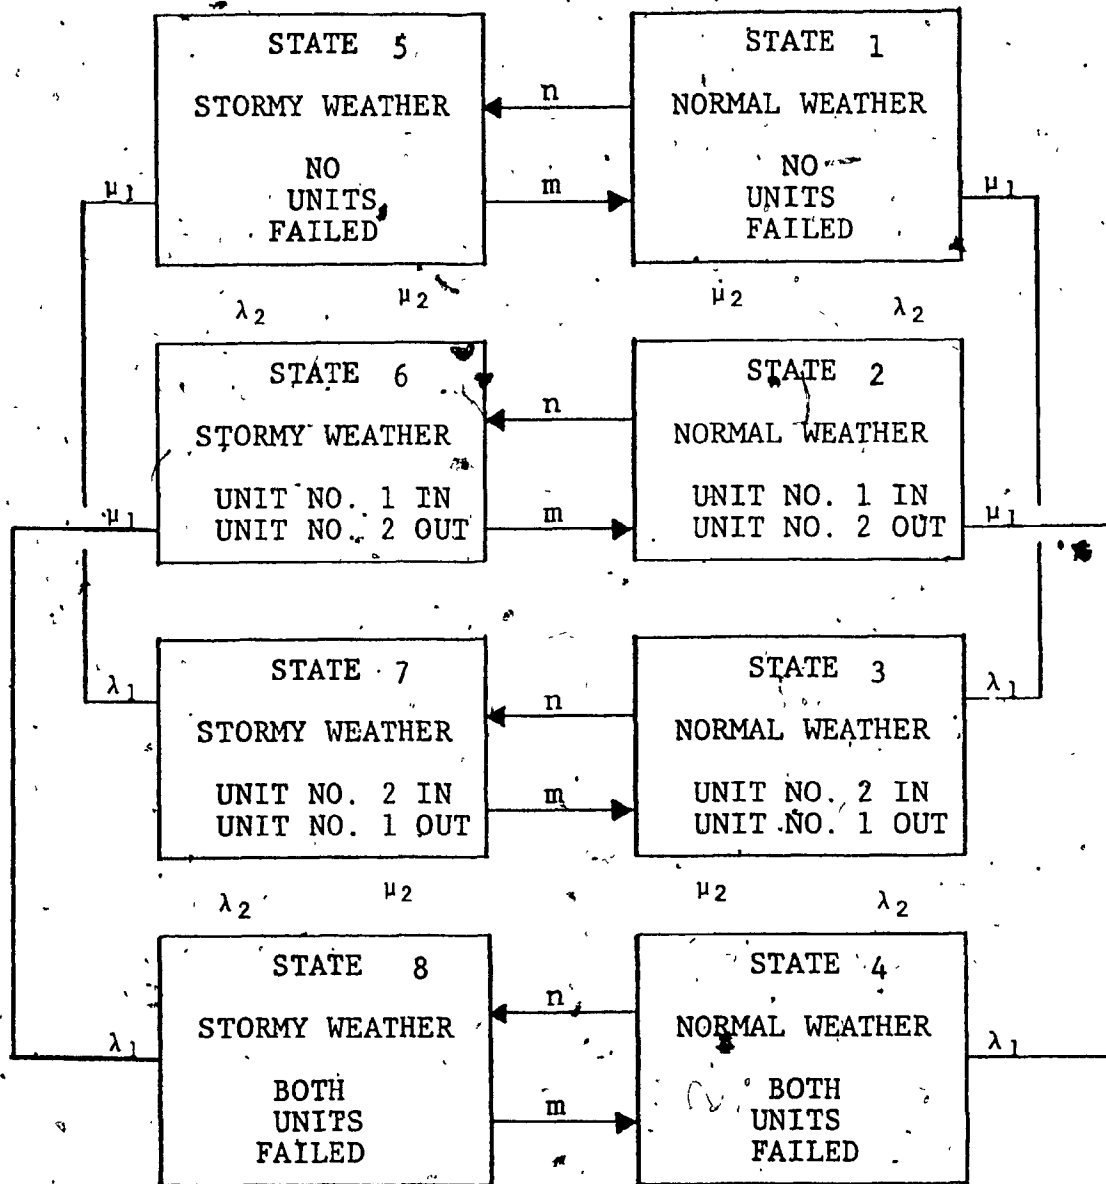 STATE 5
STORMY WEATHER
NO
UNITS
FAILED
STATE 1
NORMAL WEATHER
NO
UNITS
FAILED
n
m
μ1
μ1
λ2
μ2
μ2
λ2
STATE 6
STORMY WEATHER
UNIT NO. 1 IN
UNIT NO. 2 OUT
STATE 2
NORMAL WEATHER
UNIT NO. 1 IN
UNIT NO. 2 OUT
n
m
μ1
μ1
STATE 7
STORMY WEATHER
UNIT NO. 2 IN
UNIT NO. 1 OUT
STATE 3
NORMAL WEATHER
UNIT NO. 2 IN
UNIT NO. 1 OUT
n
m
λ1
λ1
λ2
μ2
μ2
λ2
STATE 8
STORMY WEATHER
BOTH
UNITS
FAILED
STATE 4
NORMAL WEATHER
BOTH
UNITS
FAILED
n
m
λ1
λ1